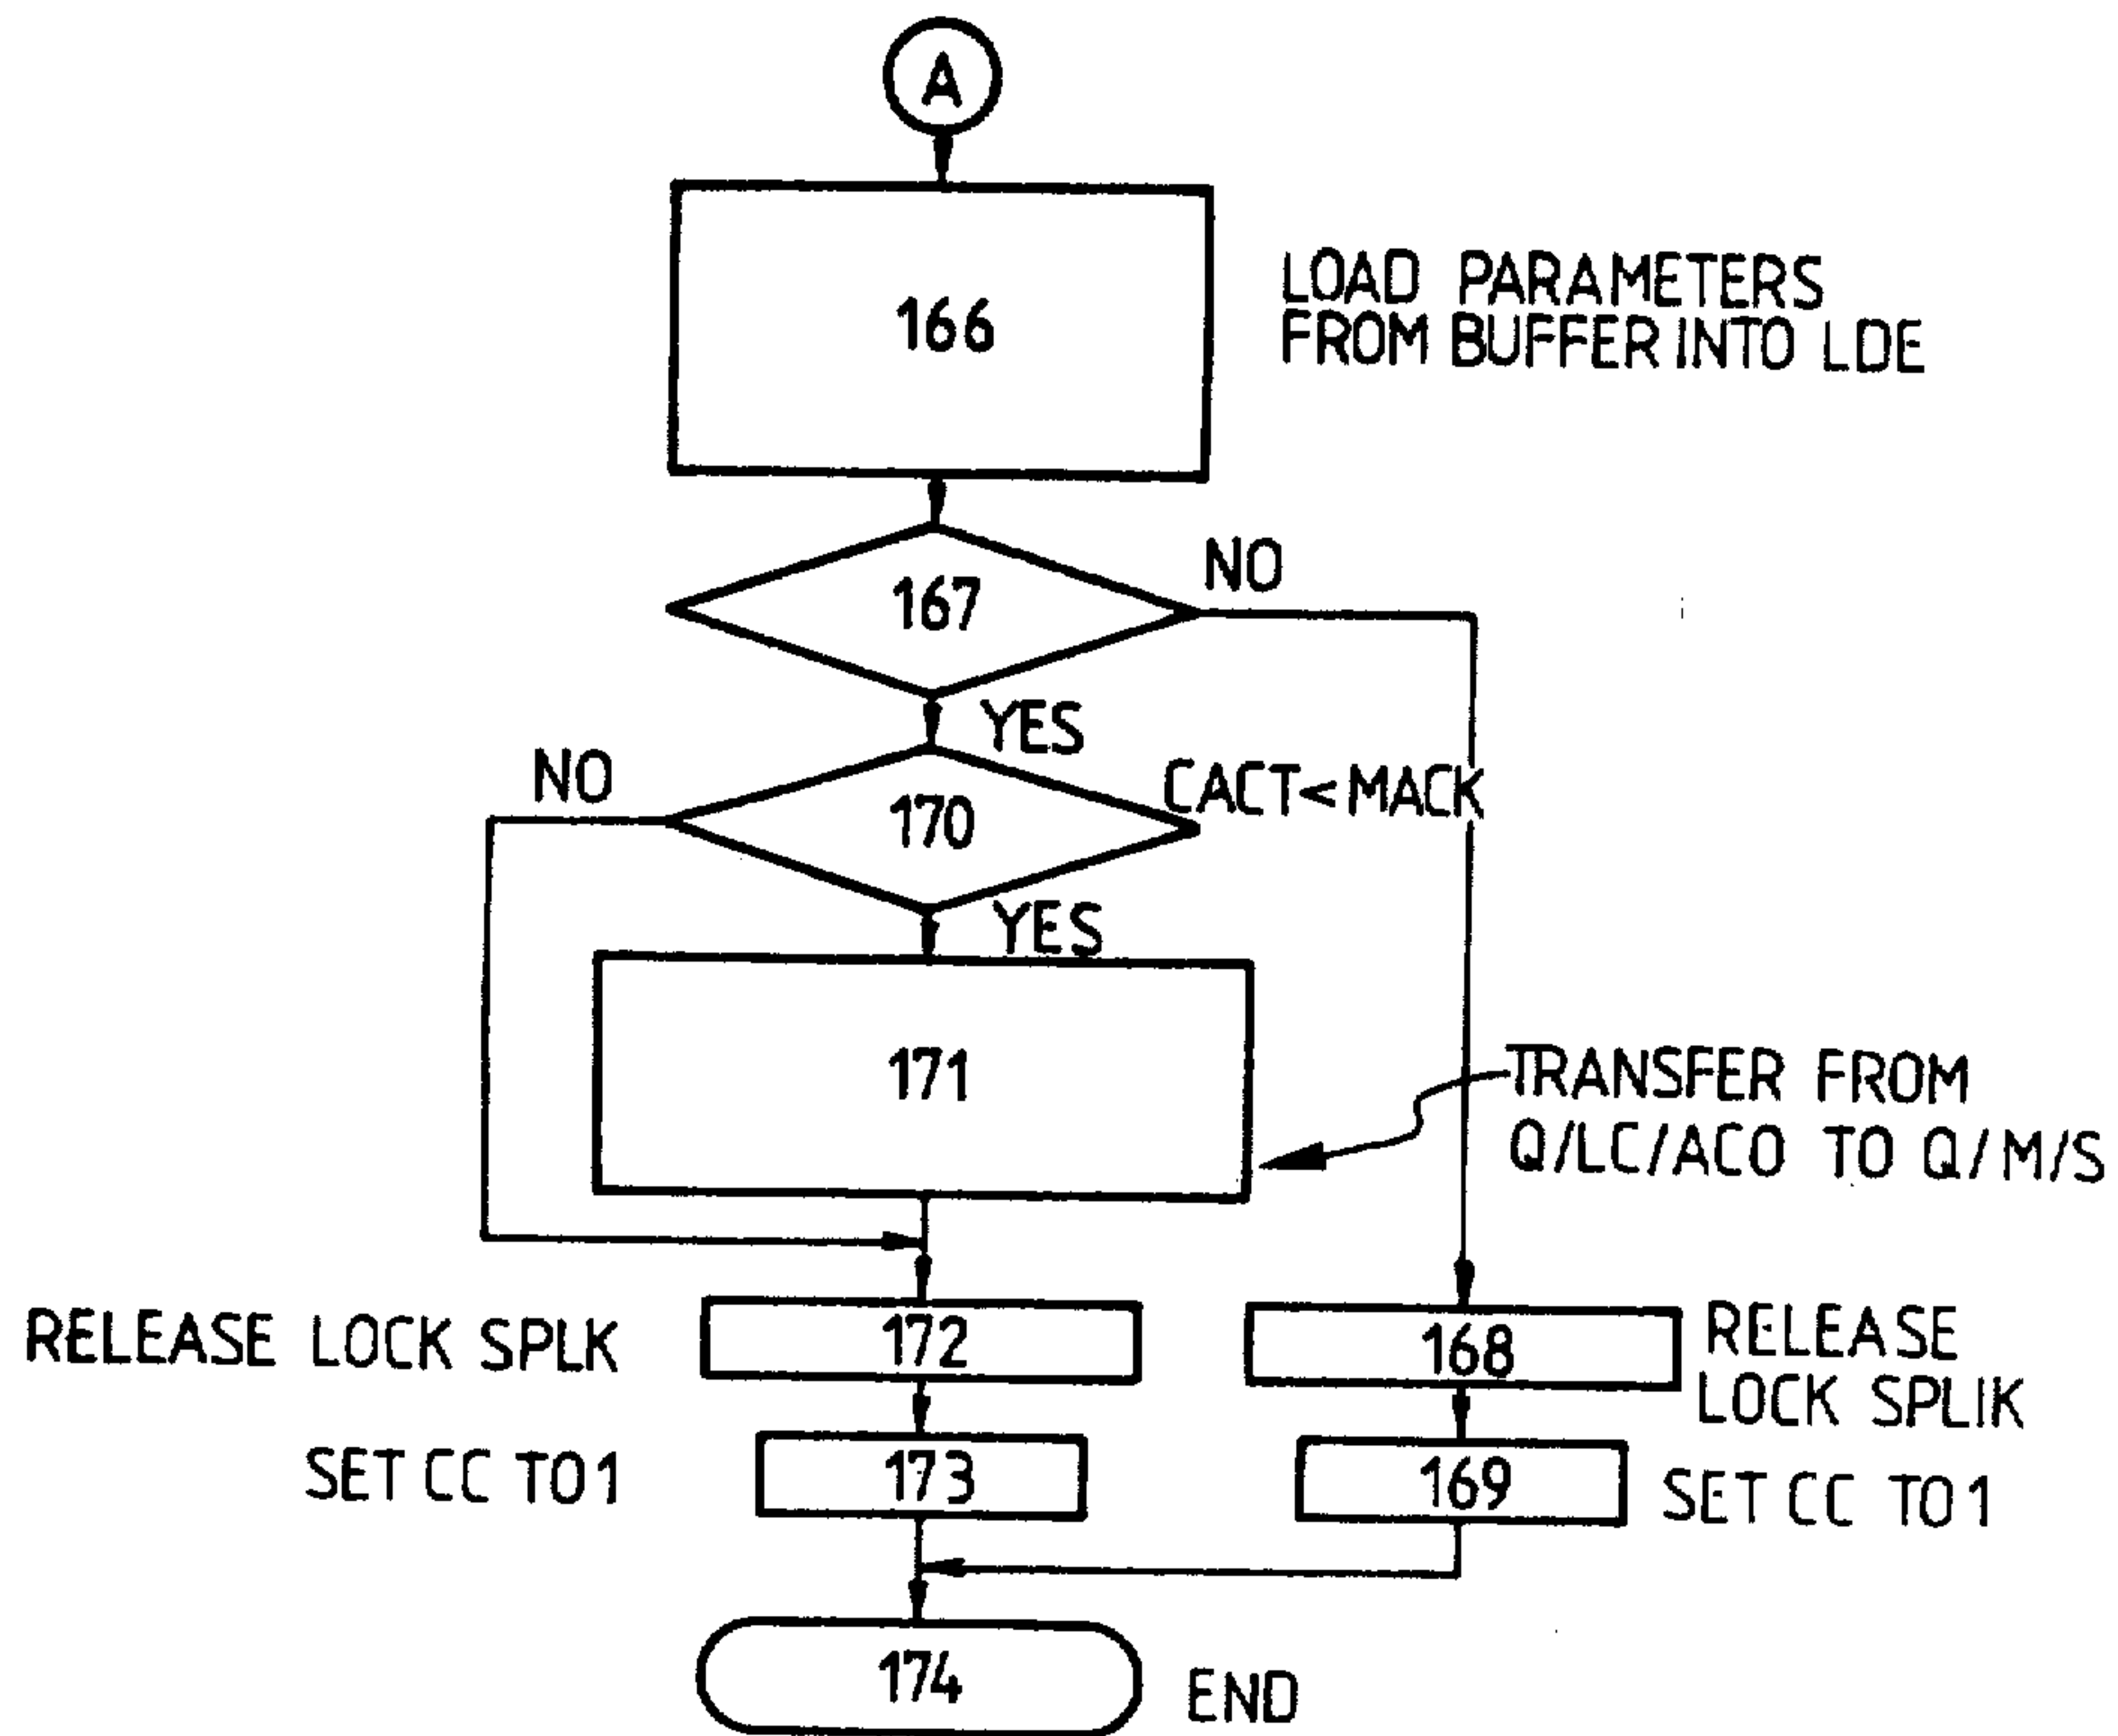 A
166
LOAD PARAMETERS
FROM BUFFER INTO LDE
167
NO
YES
NO
170
CACT<MACK
YES
171
TRANSFER FROM
Q/LC/ACO TO Q/M/S
RELEASE LOCK SPLK
172
168
RELEASE
LOCK SPLIK
SET CC TO1
173
169
SET CC TO1
174
END